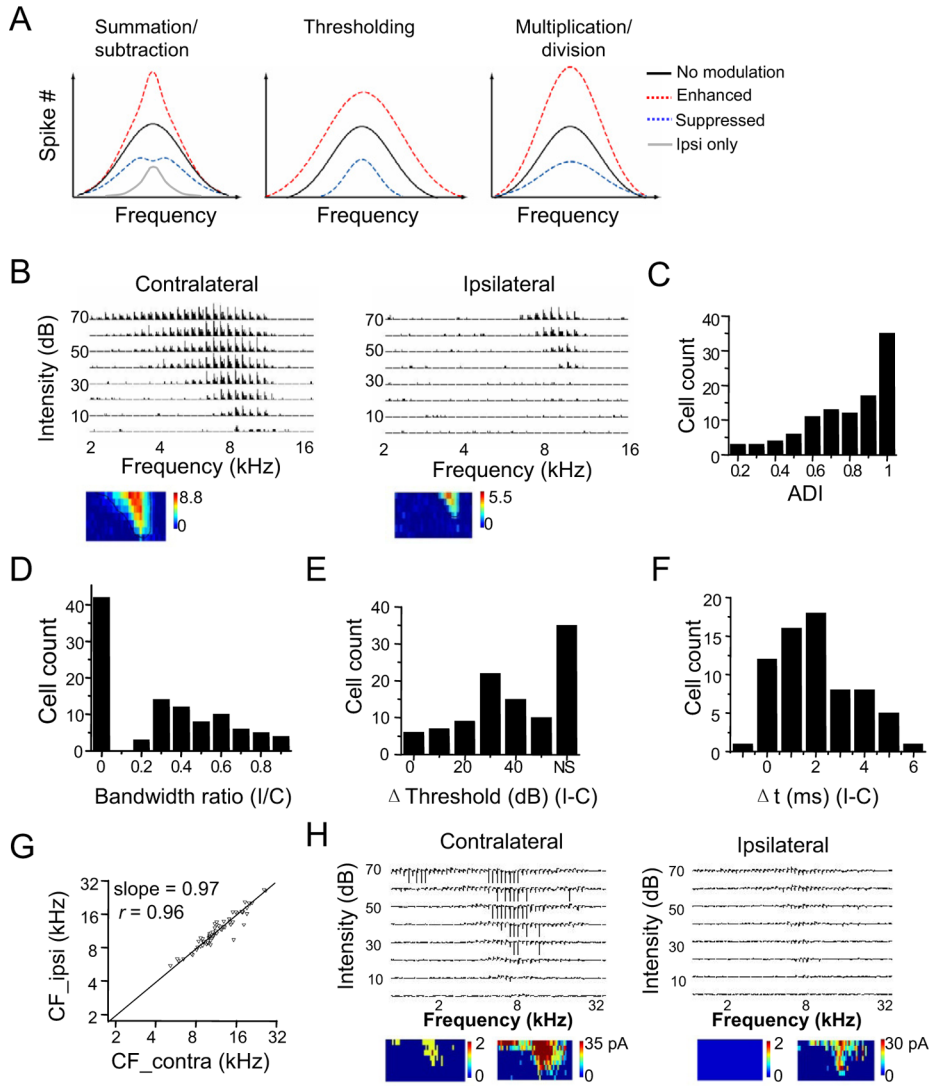 A
Summation/
subtraction
Thresholding
Multiplication/
division
Spike #
No modulation
Enhanced
Suppressed
Ipsi only
Frequency
Frequency
Frequency
B
Contralateral
Ipsilateral
Intensity (dB)
70
50
30
10
2 4 8 16
Frequency (kHz)
70
50
30
10
2 4 8 16
Frequency (kHz)
8.8
0
5.5
0
C
Cell count
40
30
20
10
0
0.2 0.4 0.6 0.8 1
ADI
D
Cell count
40
20
0
0 0.2 0.4 0.6 0.8
Bandwidth ratio (I/C)
E
Cell count
40
30
20
10
0
0 20 40 NS
Δ Threshold (dB) (I-C)
F
Cell count
20
15
10
5
0
0 2 4 6
Δ t (ms) (I-C)
G
CF_ipsi (kHz)
32
16
8
4
2
slope = 0.97
r = 0.96
2 4 8 16 32
CF_contra (kHz)
H
Contralateral
Ipsilateral
Intensity (dB)
70
50
30
10
2 8 32
Frequency (kHz)
Intensity (dB)
70
50
30
10
2 8 32
Frequency (kHz)
2
0
35 pA
0
2
0
30 pA
0